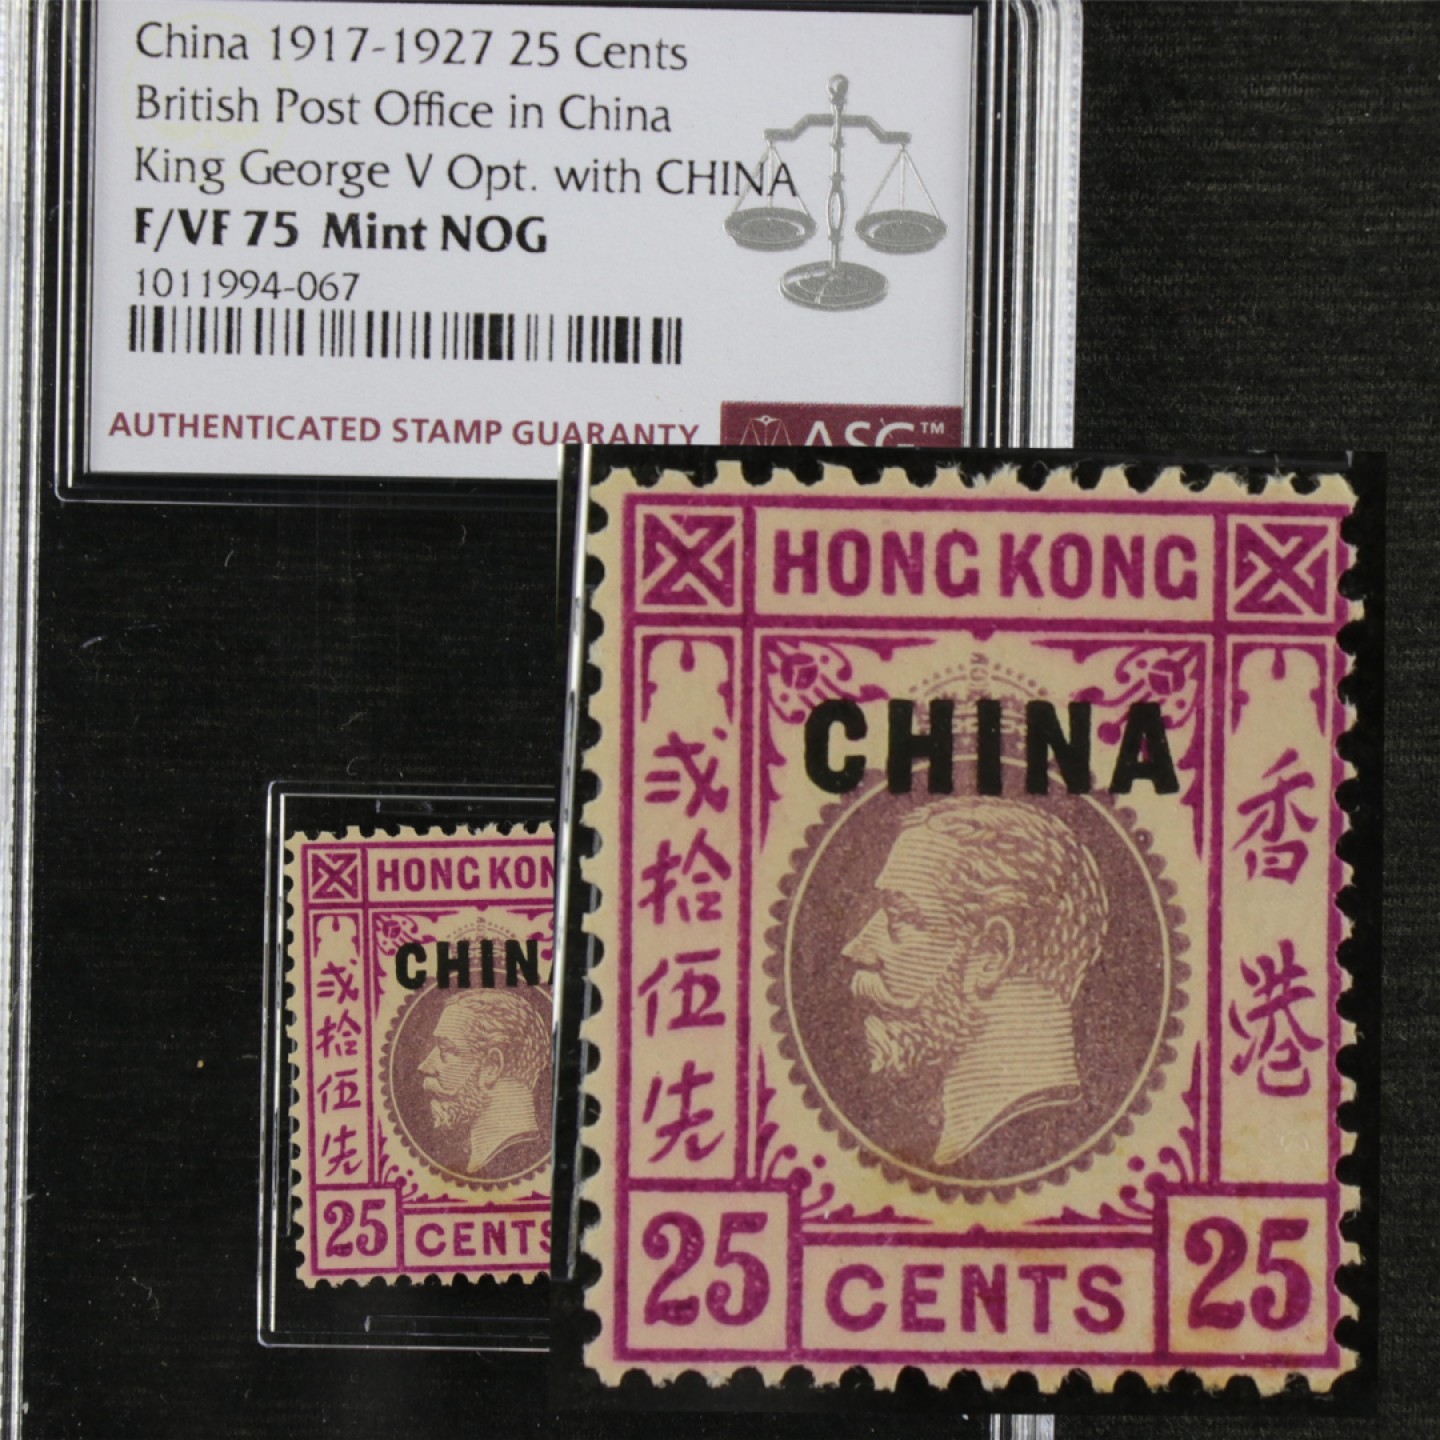 China 1917-1927 25 Cents
British Post Office in China
King George V Opt. with CHINA
F/VF 75 Mint NOG
1011994-067
AUTHENTICATED STAMP GUARANTY
ASG™
HONG KON
CHINA
貳拾伍先
25
CENTS
HONG KONG
CHINA
貳拾伍先
香港
25
CENTS
25